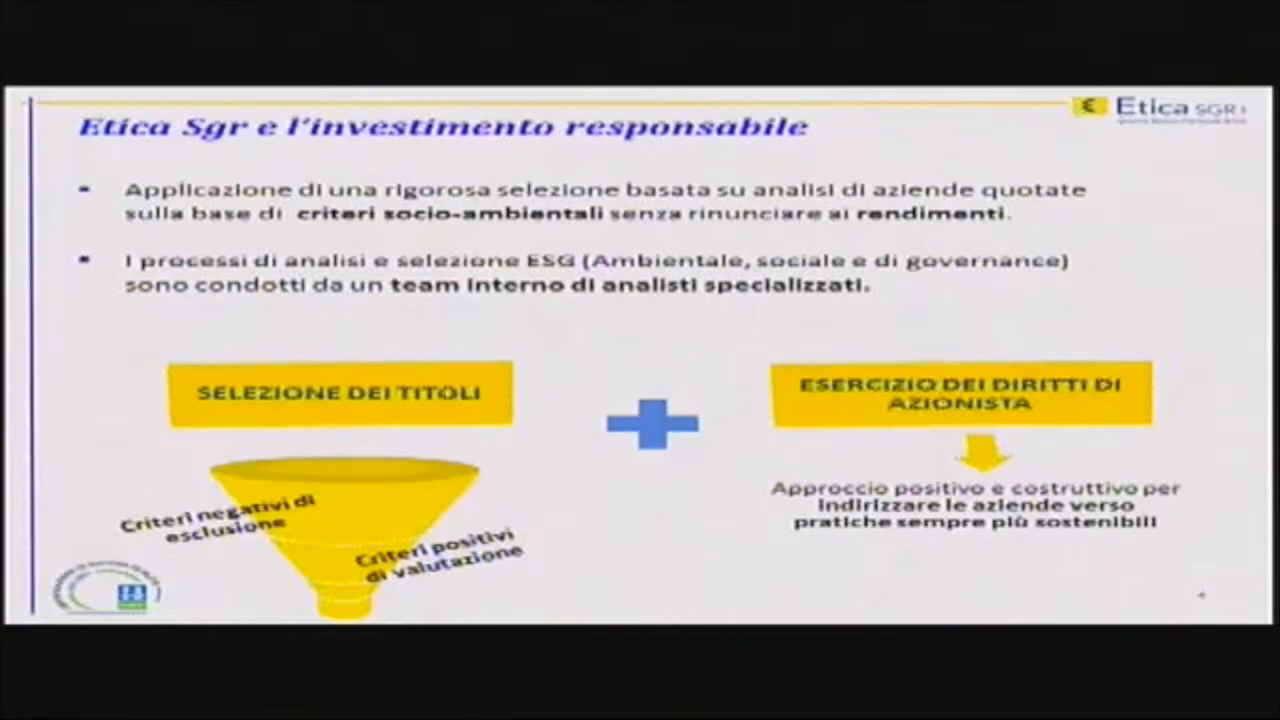 Etica Sgr e l'investimento responsabile
Etica SGR
Applicazione di una rigorosa selezione basata su analisi di aziende quotate
sulla base di criteri socio-ambientali senza rinunciare ai rendimenti.
I processi di analisi e selezione ESG (Ambientale, sociale e di governance)
sono condotti da un team interno di analisti specializzati.
SELEZIONE DEI TITOLI
Criteri negativi di
esclusione
Criteri positivi
di valutazione
ESERCIZIO DEI DIRITTI DI
AZIONISTA
Approccio positivo e costruttivo per
indirizzare le aziende verso
pratiche sempre più sostenibili